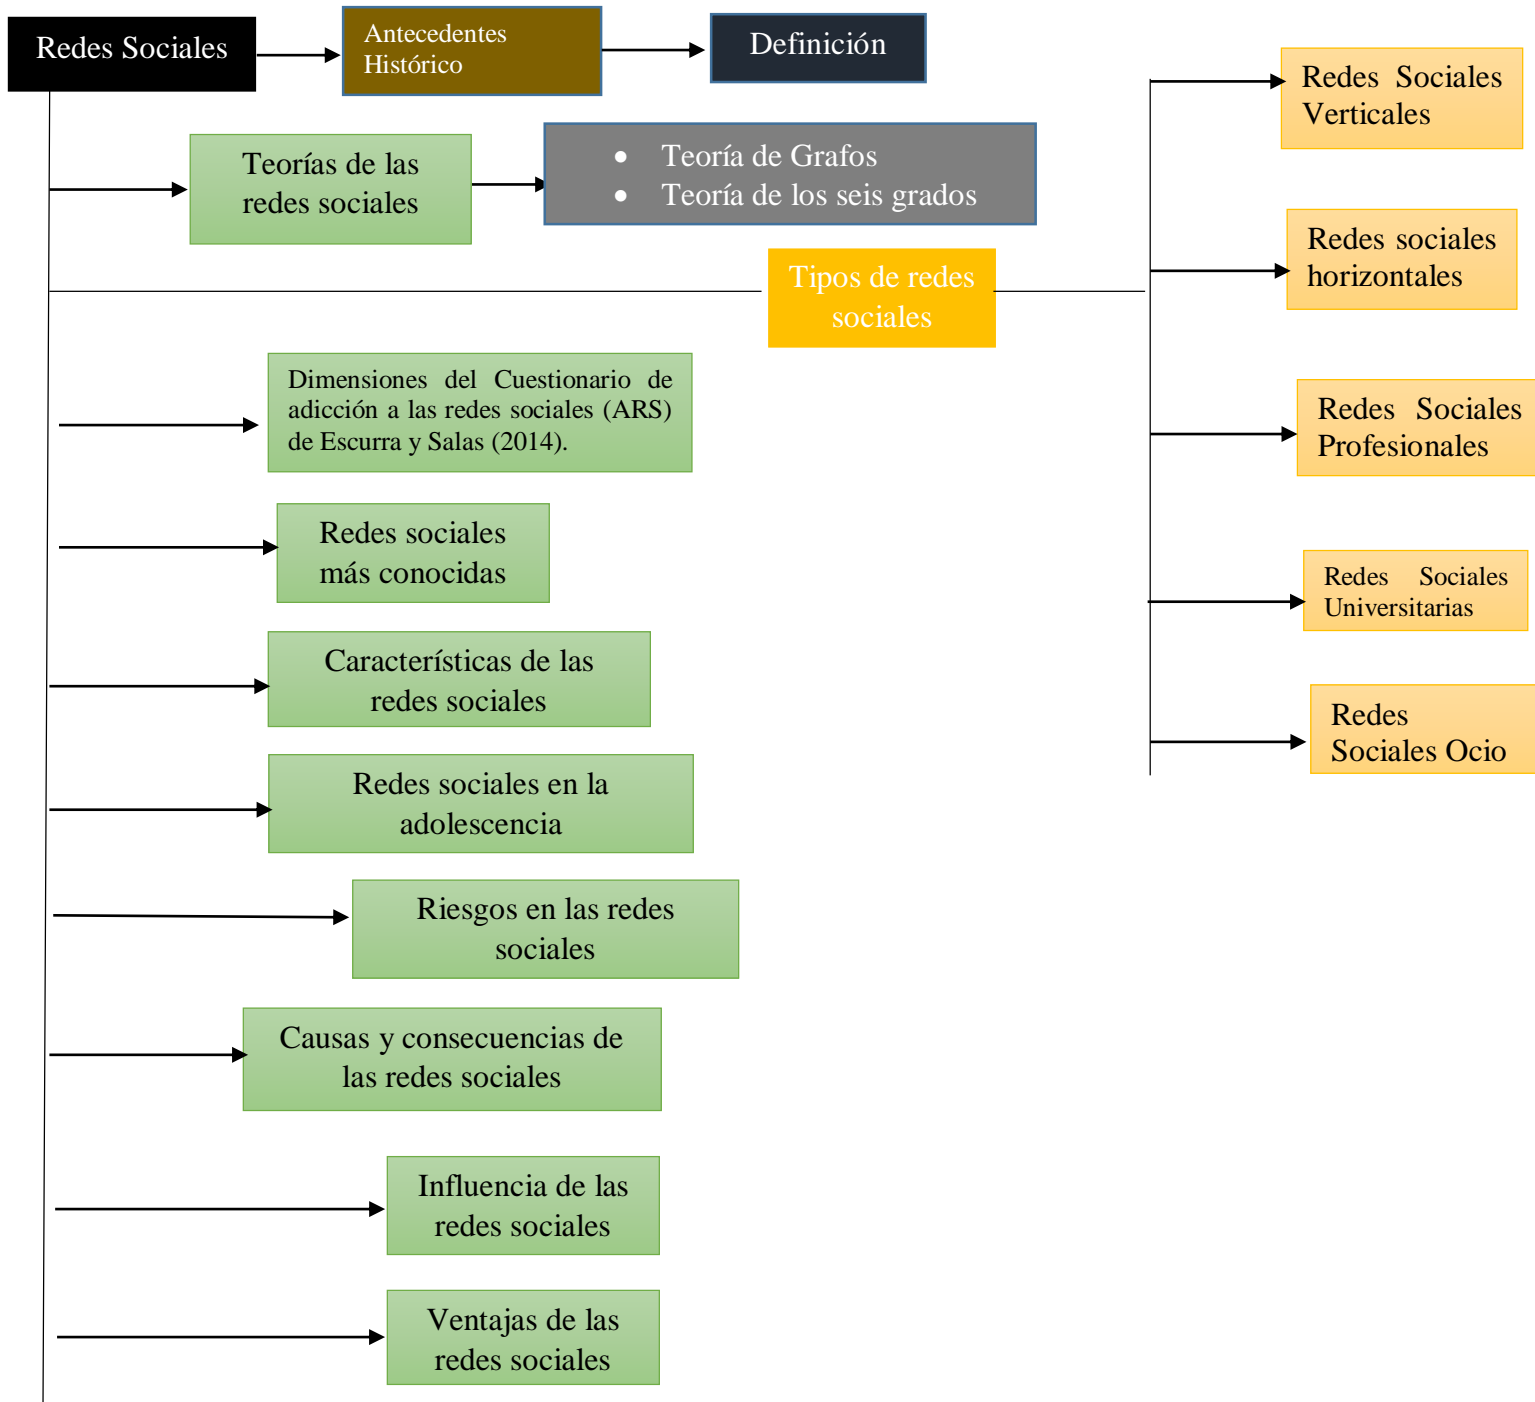 Redes Sociales
Antecedentes
Histórico
Definición
Teorías de las
redes sociales
• Teoría de Grafos
• Teoría de los seis grados
Tipos de redes
sociales
Redes Sociales
Verticales
Redes sociales
horizontales
Redes Sociales
Profesionales
Redes Sociales
Universitarias
Redes
Sociales Ocio
Dimensiones del Cuestionario de
adicción a las redes sociales (ARS)
de Escurra y Salas (2014).
Redes sociales
más conocidas
Característícas de las
redes sociales
Redes sociales en la
adolescencia
Riesgos en las redes
sociales
Causas y consecuencias de
las redes sociales
Influencia de las
redes sociales
Ventajas de las
redes sociales